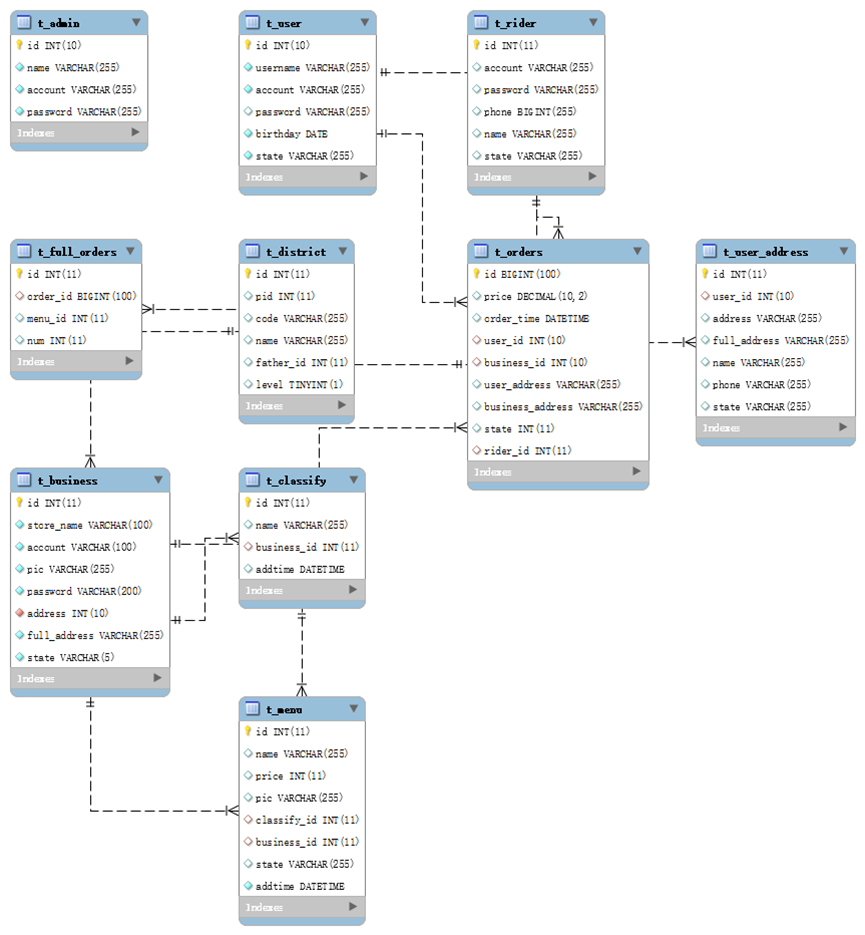 t_admin
id INT(10)
name VARCHAR(255)
account VARCHAR(255)
password VARCHAR(255)
Indexes
t_user
id INT(10)
username VARCHAR(255)
account VARCHAR(255)
password VARCHAR(255)
birthday DATE
state VARCHAR(255)
Indexes
t_rider
id INT(11)
account VARCHAR(255)
password VARCHAR(255)
phone BIGINT(255)
name VARCHAR(255)
state VARCHAR(255)
Indexes
t_full_orders
id INT(11)
order_id BIGINT(100)
menu_id INT(11)
num INT(11)
Indexes
t_district
id INT(11)
pid INT(11)
code VARCHAR(255)
name VARCHAR(255)
father_id INT(11)
level TINYINT(1)
Indexes
t_orders
id BIGINT(100)
price DECIMAL(10,2)
order_time DATETIME
user_id INT(10)
business_id INT(10)
user_address VARCHAR(255)
business_address VARCHAR(255)
state INT(11)
rider_id INT(11)
Indexes
t_user_address
id INT(11)
user_id INT(10)
address VARCHAR(255)
full_address VARCHAR(255)
name VARCHAR(255)
phone VARCHAR(255)
state VARCHAR(255)
Indexes
t_business
id INT(11)
store_name VARCHAR(100)
account VARCHAR(100)
pic VARCHAR(255)
password VARCHAR(200)
address INT(10)
full_address VARCHAR(255)
state VARCHAR(5)
Indexes
t_classify
id INT(11)
name VARCHAR(255)
business_id INT(11)
addtime DATETIME
Indexes
t_menu
id INT(11)
name VARCHAR(255)
price INT(11)
pic VARCHAR(255)
classify_id INT(11)
business_id INT(11)
state VARCHAR(255)
addtime DATETIME
Indexes